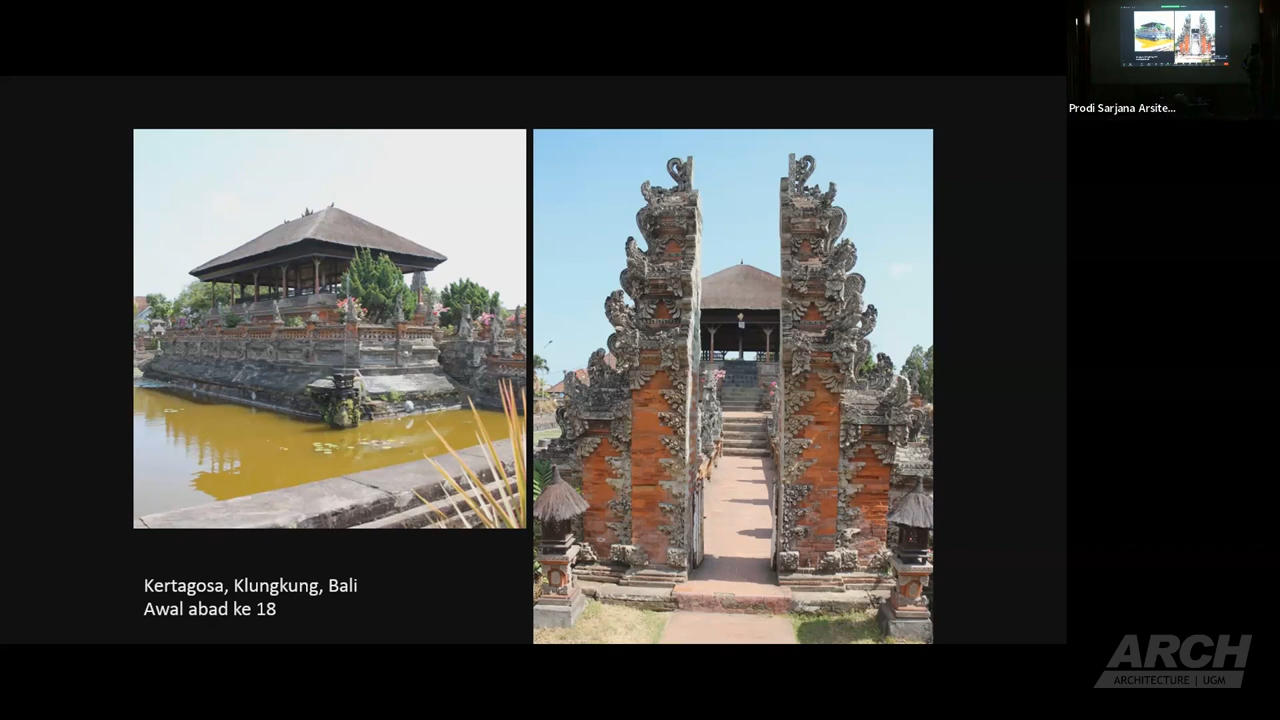 Prodi Sarjana Arsite...
Kertagosa, Klungkung, Bali
Awal abad ke 18
ARCH
ARCHITECTURE | UGM